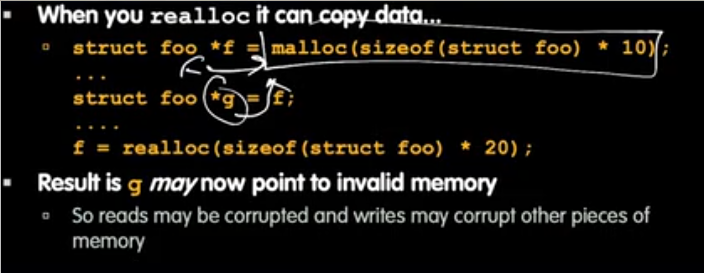 When you realloc it can copy data...
struct foo *f = malloc(sizeof(struct foo) * 10);
...
struct foo *g = f;
....
f = realloc(sizeof(struct foo) * 20);
Result is g may now point to invalid memory
So reads may be corrupted and writes may corrupt other pieces of
memory